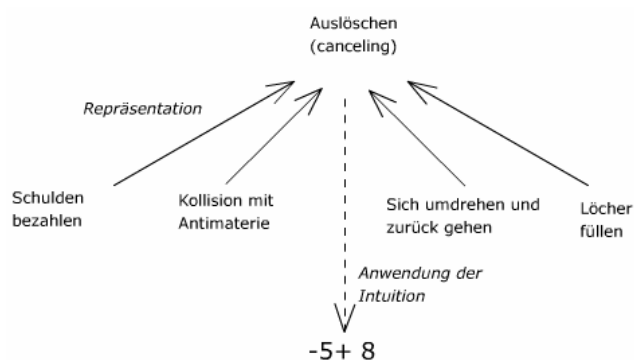 Auslöschen
(canceling)
Repräsentation
Schulden
bezahlen
Kollision mit
Antimaterie
Sich umdrehen und
zurück gehen
Löcher
füllen
Anwendung der
Intuition
-5+ 8